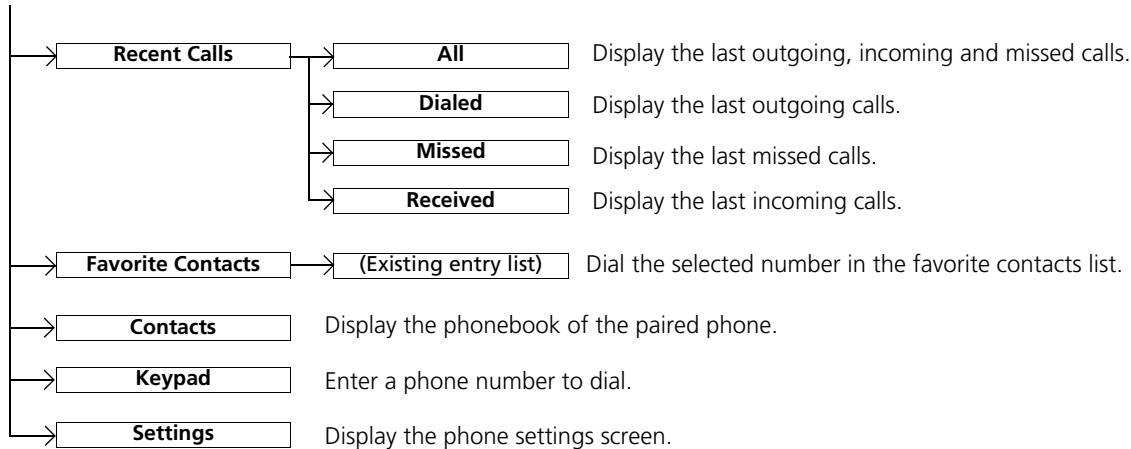 Recent Calls
All
Display the last outgoing, incoming and missed calls.
Dialed
Display the last outgoing calls.
Missed
Display the last missed calls.
Received
Display the last incoming calls.
Favorite Contacts
(Existing entry list)
Dial the selected number in the favorite contacts list.
Contacts
Display the phonebook of the paired phone.
Keypad
Enter a phone number to dial.
Settings
Display the phone settings screen.